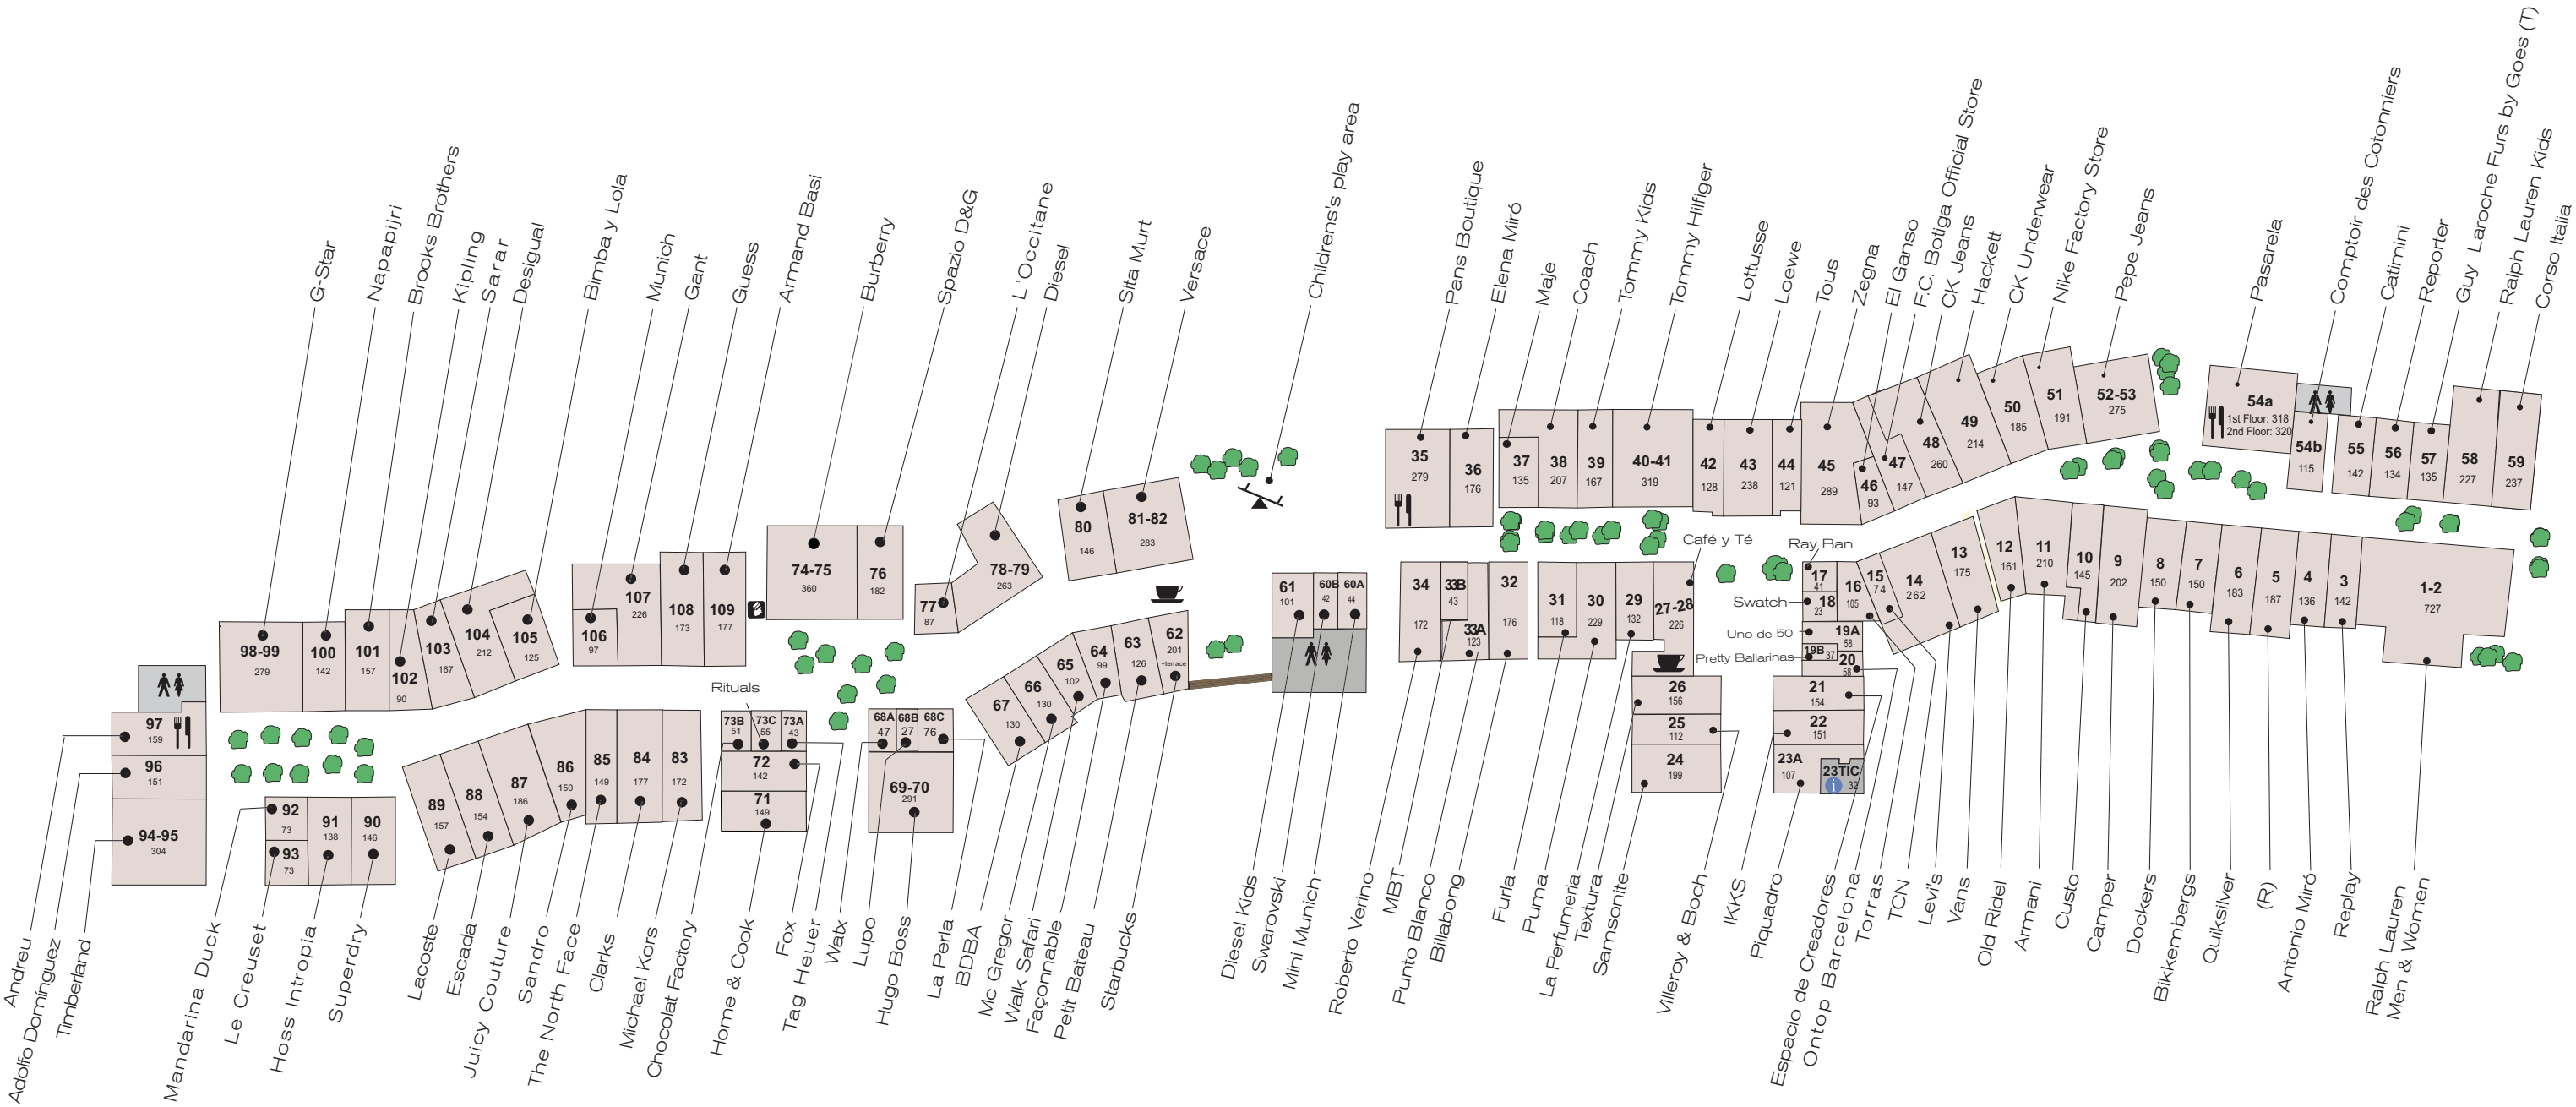 G-Star
Napapijri
Brooks Brothers
Kipling
Sarar
Desigual
Bimba y Lola
Munich
Gant
Guess
Armand Basi
Burberry
Spazio D&G
L'Occitane
Diesel
Sita Murt
Versace
Childrens's play area
Pans Boutique
Elena Miró
Maje
Coach
Tommy Kids
Tommy Hilfiger
Lottusse
Loewe
Tous
Zegna
El Ganso
F.C. Botiga Official Store
CK Jeans
Hackett
CK Underwear
Nike Factory Store
Pepe Jeans
Pasarela
Comptoir des Cotonniers
Catimini
Reporter
Guy Laroche Furs by Goes (T)
Ralph Lauren Kids
Corso Italia
98-99
279
100
142
101
157
102
90
103
167
104
212
105
125
106
97
107
226
108
173
109
177
74-75
360
76
182
77
87
78-79
263
80
146
81-82
283
35
279
36
176
37
135
38
207
39
167
40-41
319
42
128
43
238
44
121
45
289
46
93
47
147
48
260
49
214
50
185
51
191
52-53
275
54a
1st Floor: 318
2nd Floor: 320
54b
115
55
142
56
134
57
135
58
227
59
237
97
159
96
151
94-95
304
92
73
93
73
91
138
90
146
89
157
88
154
87
186
86
150
85
149
84
177
83
172
Rituals
73B
51
73C
55
73A
43
72
142
71
149
68A
47
68B
27
68C
76
69-70
291
67
130
66
130
65
102
64
99
63
126
62
201
+terrace
61
101
60B
42
60A
44
34
172
33B
43
33A
123
32
176
31
118
30
229
29
132
27-28
226
Café y Té
26
156
25
112
24
199
Ray Ban
17
41
Swatch
18
23
Uno de 50
19A
58
Pretty Ballarinas
19B
37
20
58
21
154
22
151
23A
107
23TIC
i
32
16
105
15
74
14
262
13
175
12
161
11
210
10
145
9
202
8
150
7
150
6
183
5
187
4
136
3
142
1-2
727
Andreu
Adolfo Domínguez
Timberland
Mandarina Duck
Le Creuset
Hoss Intropia
Superdry
Lacoste
Escada
Juicy Couture
Sandro
The North Face
Clarks
Michael Kors
Chocolat Factory
Home & Cook
Fox
Tag Heuer
Watx
Lupo
Hugo Boss
La Perla
BDBA
Mc Gregor
Walk Safari
Façonnable
Petit Bateau
Starbucks
Diesel Kids
Swarovski
Mini Munich
Roberto Verino
MBT
Punto Blanco
Billabong
Furla
Puma
La Perfumeria
Textura
Samsonite
Villeroy & Boch
IKKS
Piquadro
Espacio de Creadores
Ontop Barcelona
Torras
TCN
Levi's
Vans
Old Ridel
Armani
Custo
Camper
Dockers
Bikkembergs
Quiksilver
(R)
Antonio Miró
Replay
Ralph Lauren
Men & Women